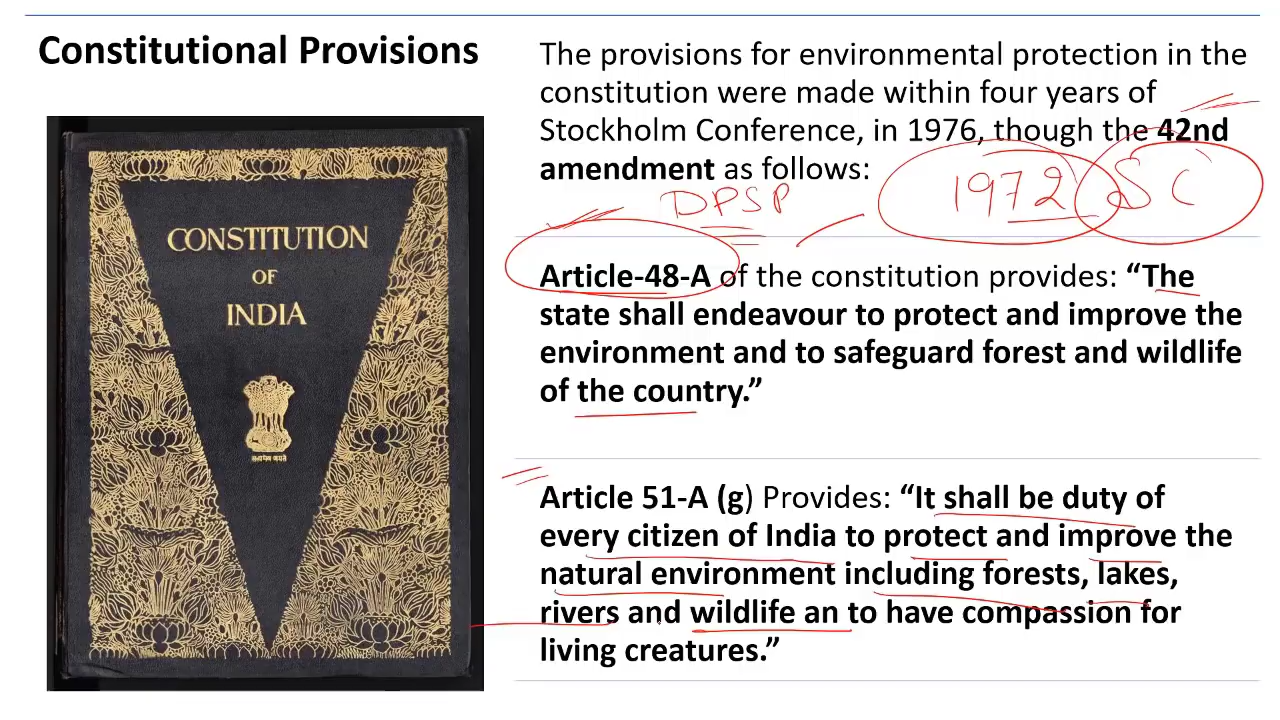 Constitutional Provisions
CONSTITUTION
OF
INDIA
सत्यमेव जयते
The provisions for environmental protection in the
constitution were made within four years of
Stockholm Conference, in 1976, though the 42nd
amendment as follows:
1972 SC
DPSP
Article-48-A of the constitution provides: “The
state shall endeavour to protect and improve the
environment and to safeguard forest and wildlife
of the country.”
Article 51-A (g) Provides: “It shall be duty of
every citizen of India to protect and improve the
natural environment including forests, lakes,
rivers and wildlife an to have compassion for
living creatures.”